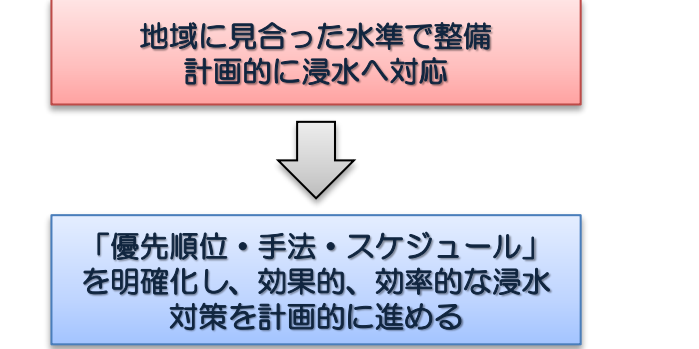 地域に見合った水準で整備
計画的に浸水へ対応
「優先順位・手法・スケジュール」
を明確化し、効果的、効率的な浸水
対策を計画的に進める